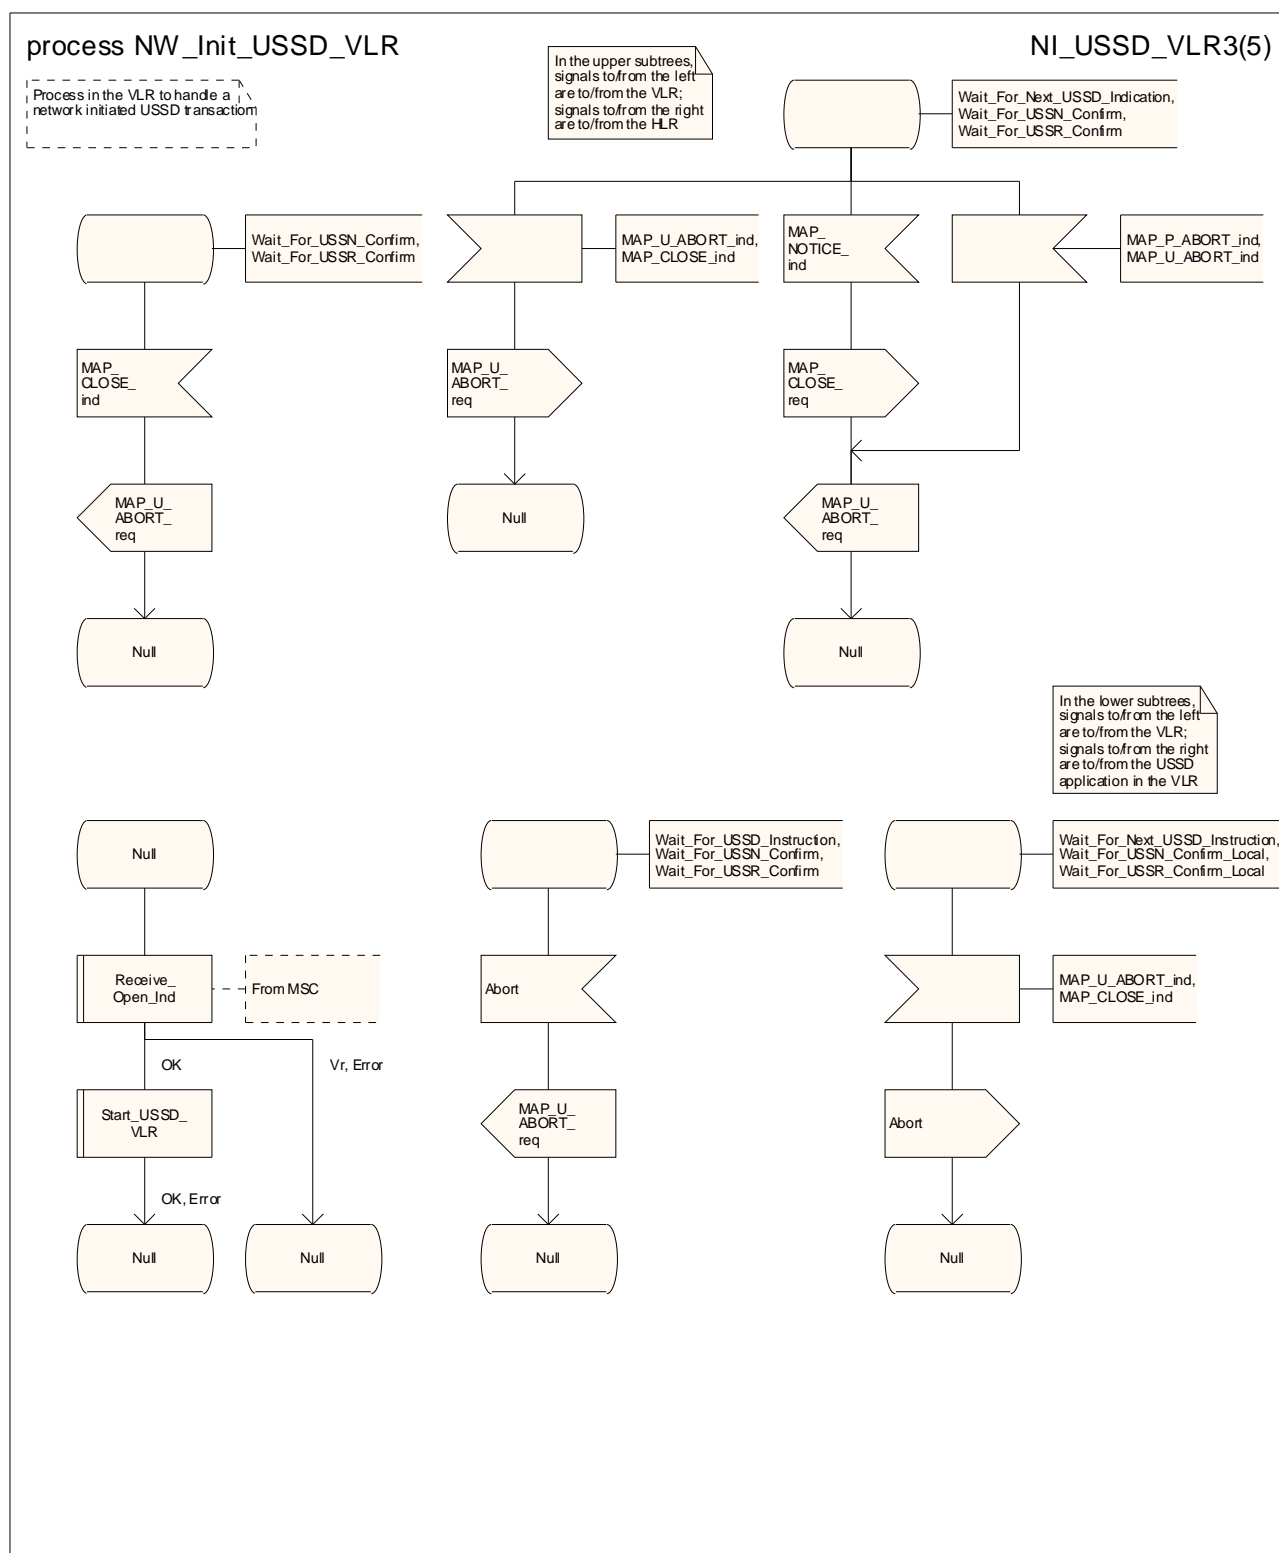 process NW_Init_USSD_VLR
NI_USSD_VLR3(5)
Process in the VLR to handle a
network initiated USSD transaction
In the upper subtrees,
signals to/from the left
are to/from the VLR;
signals to/from the right
are to/from the HLR
Wait_For_Next_USSD_Indication,
Wait_For_USSN_Confirm,
Wait_For_USSR_Confirm
Wait_For_USSN_Confirm,
Wait_For_USSR_Confirm
MAP_U_ABORT_ind,
MAP_CLOSE_ind
MAP_
NOTICE_
ind
MAP_P_ABORT_ind,
MAP_U_ABORT_ind
MAP_
CLOSE_
ind
MAP_U_
ABORT_
req
MAP_
CLOSE_
req
MAP_U_
ABORT_
req
Null
MAP_U_
ABORT_
req
Null
Null
In the lower subtrees,
signals to/from the left
are to/from the VLR;
signals to/from the right
are to/from the USSD
application in the VLR
Null
Wait_For_USSD_Instruction,
Wait_For_USSN_Confirm,
Wait_For_USSR_Confirm
Wait_For_Next_USSD_Instruction,
Wait_For_USSN_Confirm_Local,
Wait_For_USSR_Confirm_Local
Receive_
Open_Ind
From MSC
Abort
MAP_U_ABORT_ind,
MAP_CLOSE_ind
OK
Vr, Error
Start_USSD_
VLR
MAP_U_
ABORT_
req
Abort
OK, Error
Null
Null
Null
Null